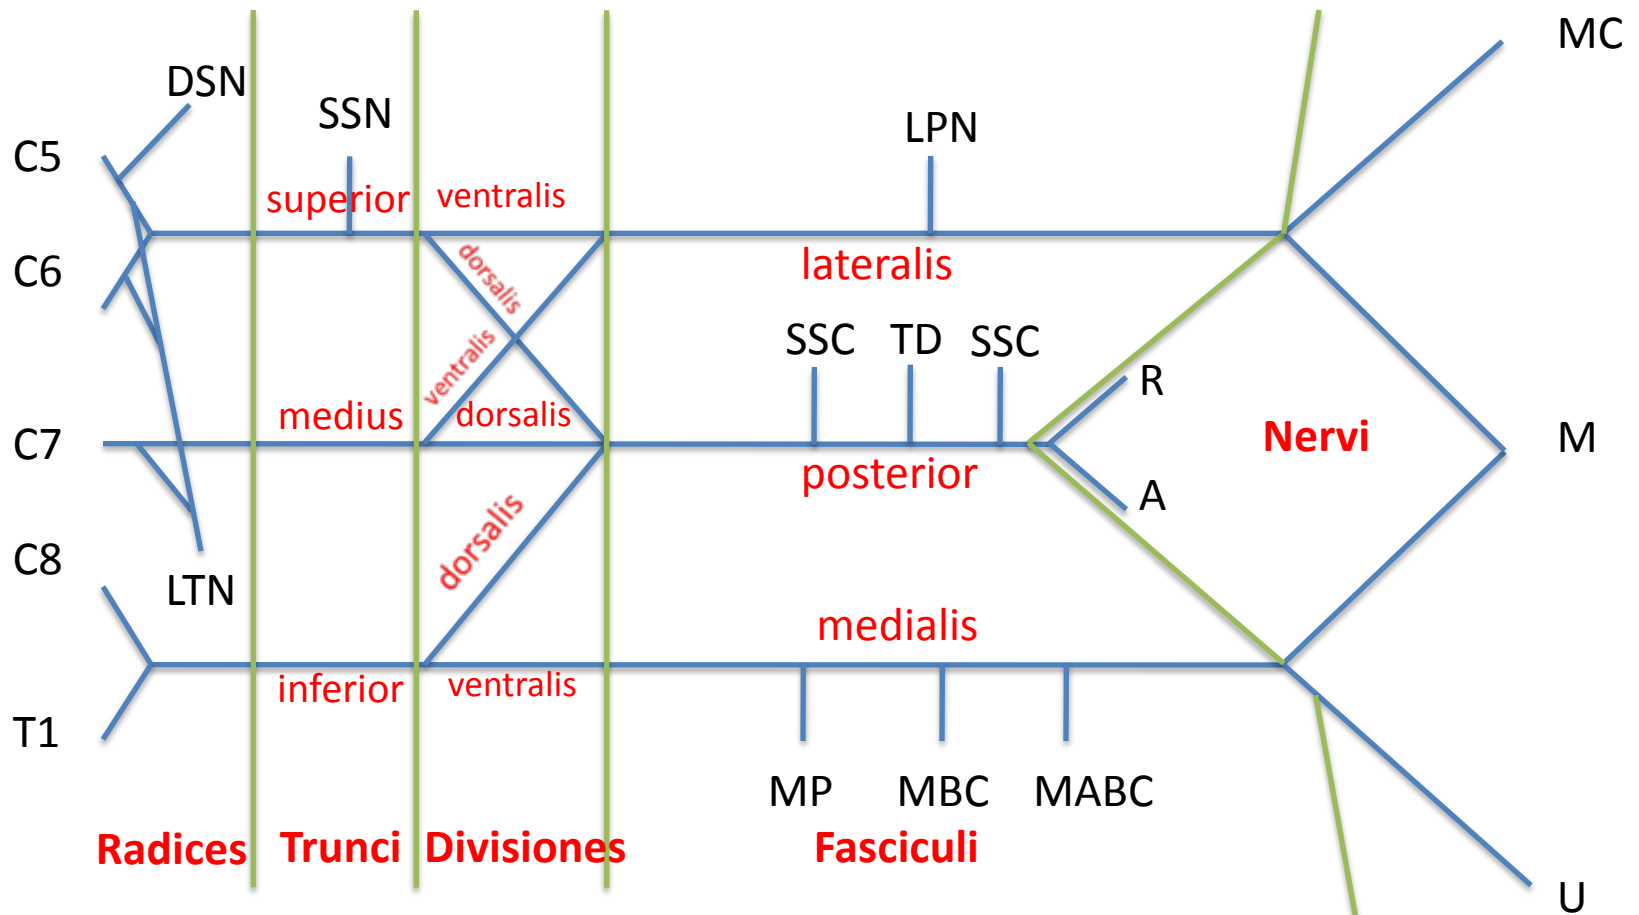 MC
DSN
SSN
LPN
C5
superior
ventralis
C6
dorsalis
lateralis
ventralis
SSC
TD
SSC
R
medius
dorsalis
C7
Nervi
M
posterior
A
dorsalis
C8
LTN
medialis
inferior
ventralis
T1
MP
MBC
MABC
Radices
Trunci
Divisiones
Fasciculi
U